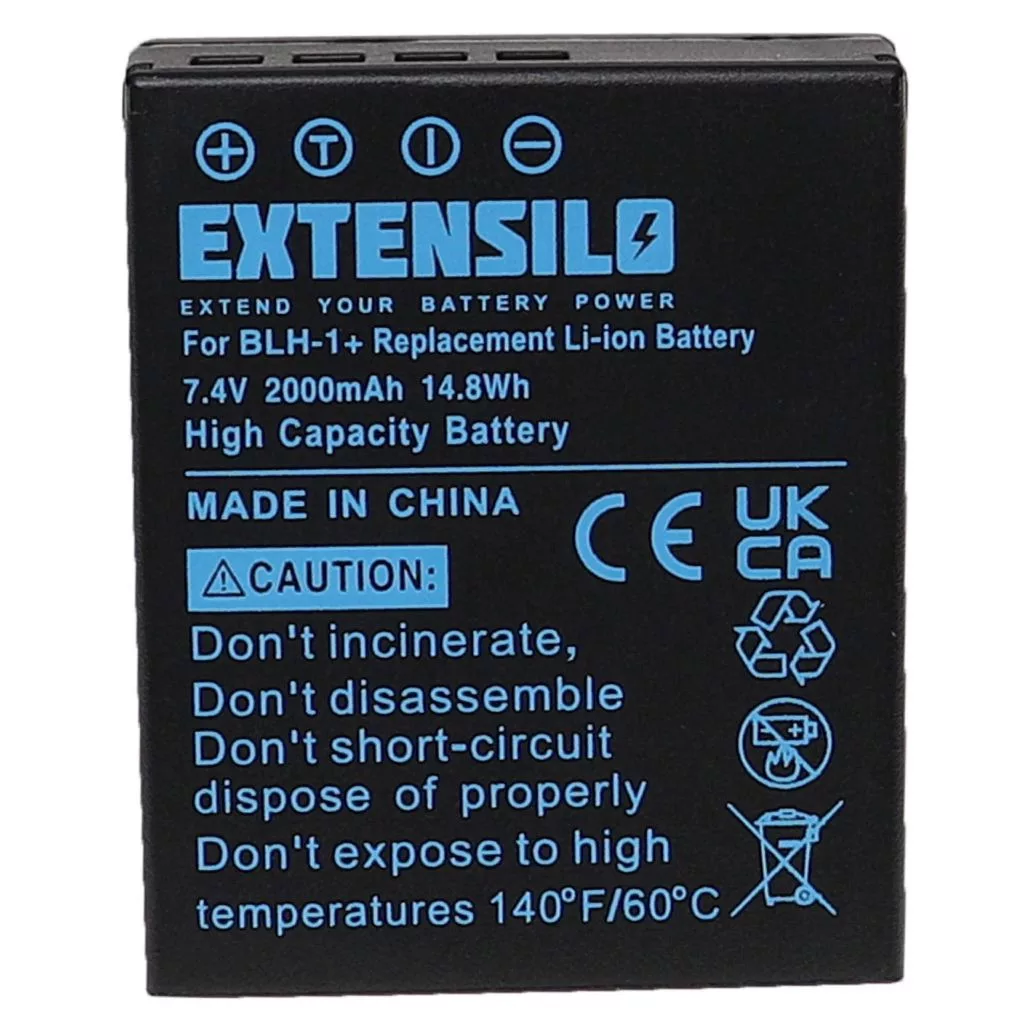 + T I −
EXTENSILO
EXTEND YOUR BATTERY POWER
For BLH-1+ Replacement Li-ion Battery
7.4V 2000mAh 14.8Wh
High Capacity Battery
MADE IN CHINA
CE
UK
CA
CAUTION:
Don't incinerate,
Don't disassemble
Don't short-circuit
dispose of properly
Don't expose to high
temperatures 140ºF/60ºC